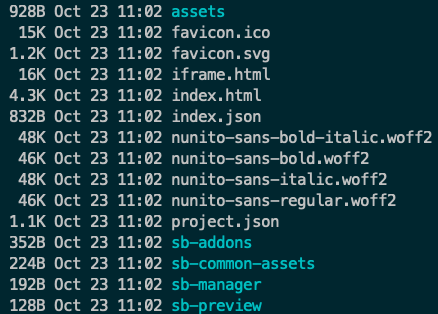 928B Oct 23 11:02 assets
15K Oct 23 11:02 favicon.ico
1.2K Oct 23 11:02 favicon.svg
16K Oct 23 11:02 iframe.html
4.3K Oct 23 11:02 index.html
832B Oct 23 11:02 index.json
48K Oct 23 11:02 nunito-sans-bold-italic.woff2
46K Oct 23 11:02 nunito-sans-bold.woff2
48K Oct 23 11:02 nunito-sans-italic.woff2
46K Oct 23 11:02 nunito-sans-regular.woff2
1.1K Oct 23 11:02 project.json
352B Oct 23 11:02 sb-addons
224B Oct 23 11:02 sb-common-assets
192B Oct 23 11:02 sb-manager
128B Oct 23 11:02 sb-preview